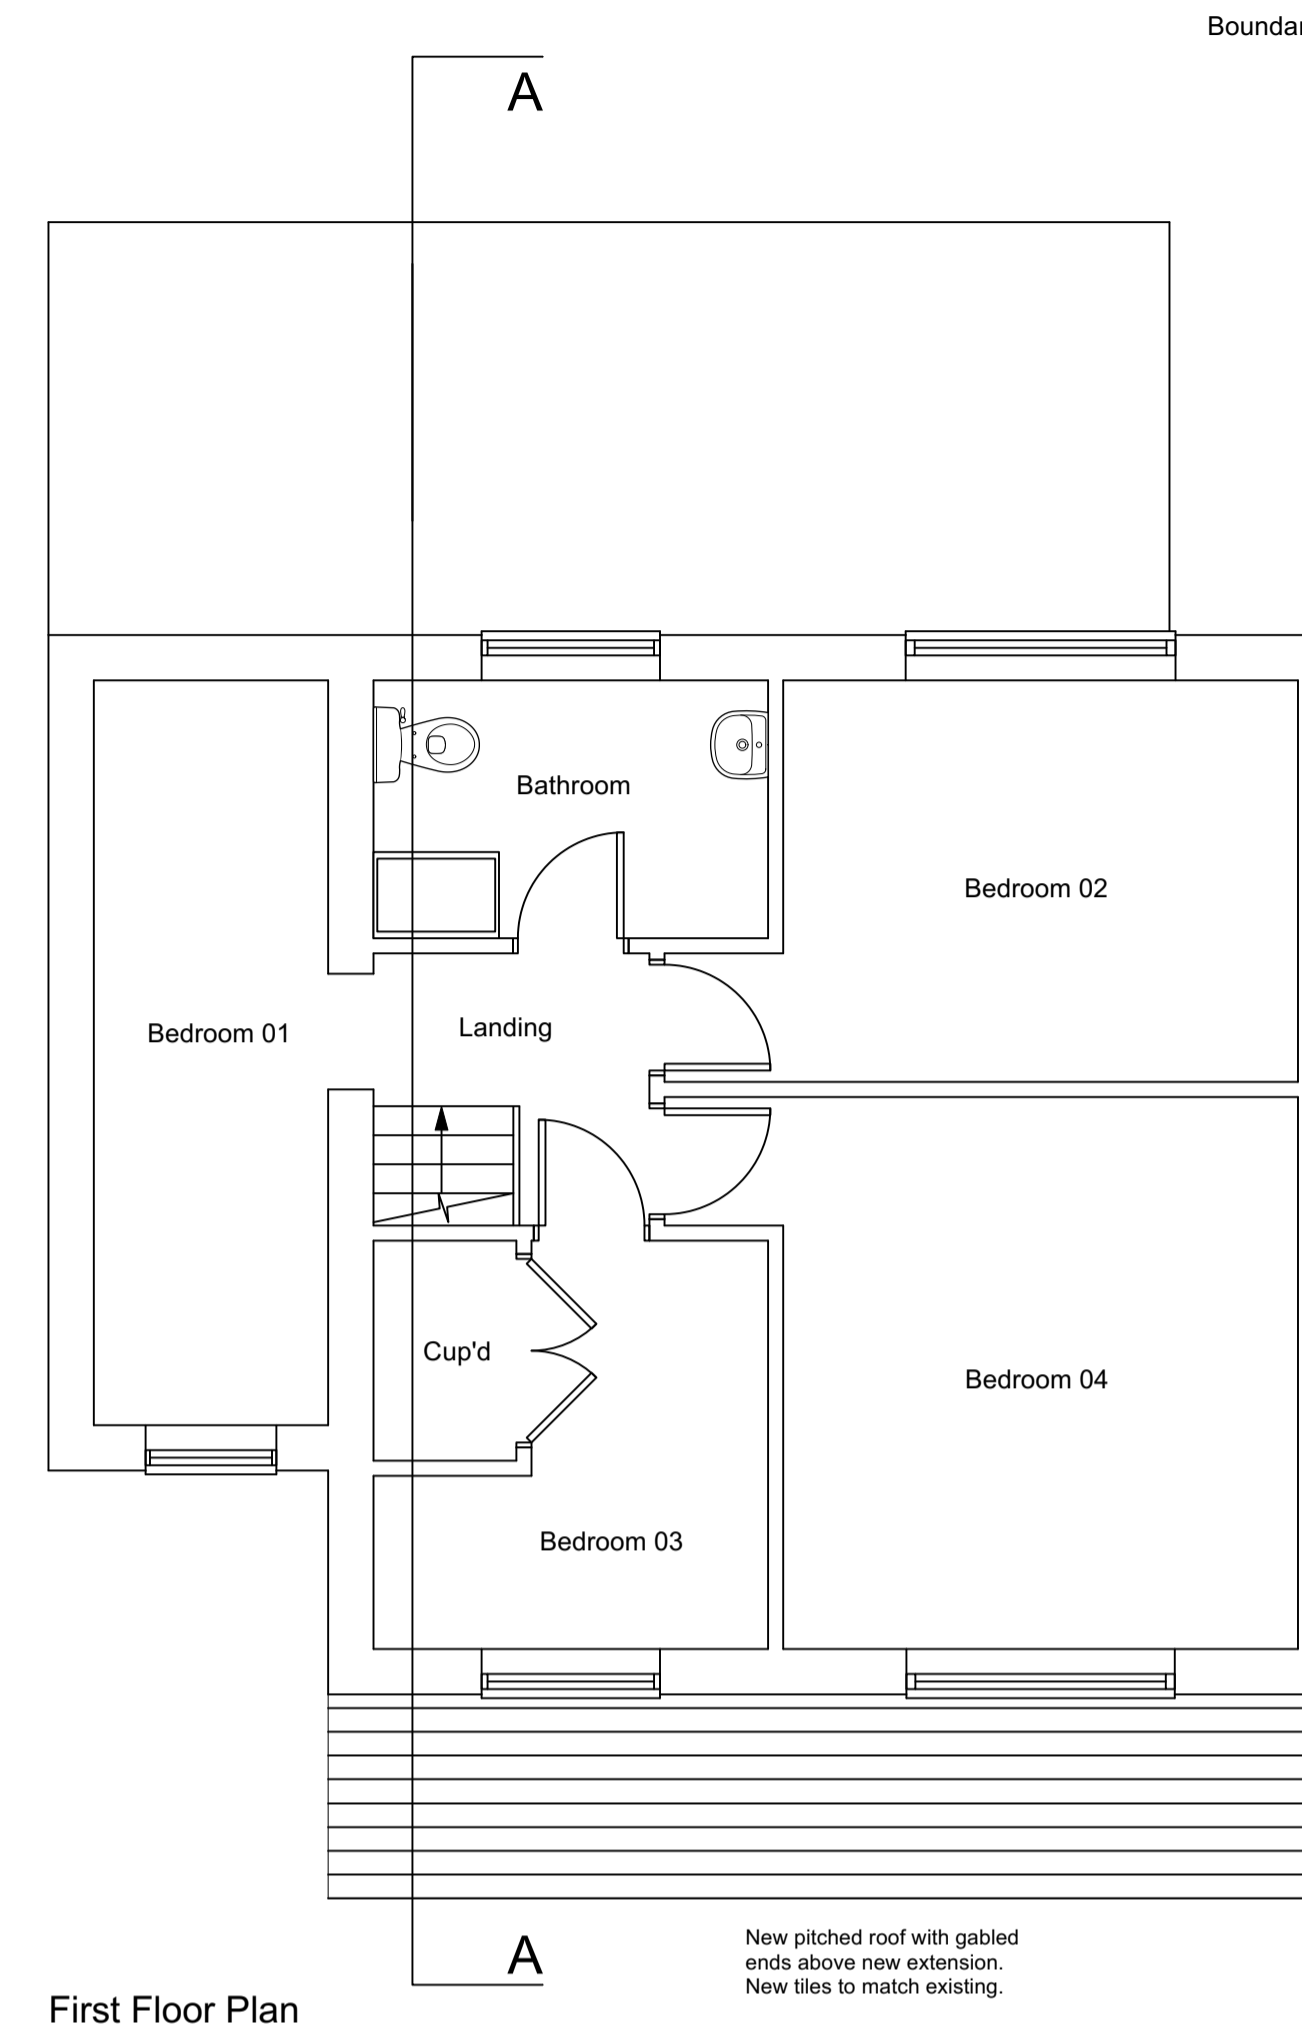 Boundar
A
Bathroom
Bedroom 02
Landing
Bedroom 01
Cup'd
Bedroom 04
Bedroom 03
New pitched roof with gabled
ends above new extension.
New tiles to match existing.
A
First Floor Plan